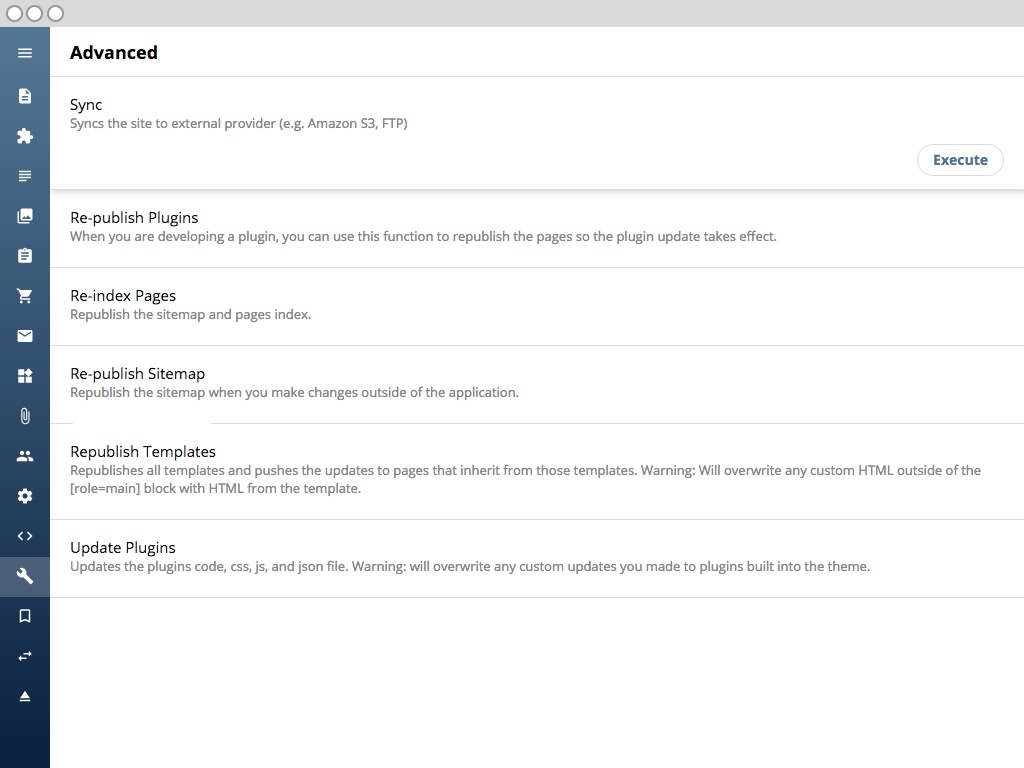 Advanced
Sync
Syncs the site to external provider (e.g. Amazon S3, FTP)
Execute
Re-publish Plugins
When you are developing a plugin, you can use this function to republish the pages so the plugin update takes effect.
Re-index Pages
Republish the sitemap and pages index.
Re-publish Sitemap
Republish the sitemap when you make changes outside of the application.
Republish Templates
Republishes all templates and pushes the updates to pages that inherit from those templates. Warning: Will overwrite any custom HTML outside of the
[role=main] block with HTML from the template.
Update Plugins
Updates the plugins code, css, js, and json file. Warning: will overwrite any custom updates you made to plugins built into the theme.